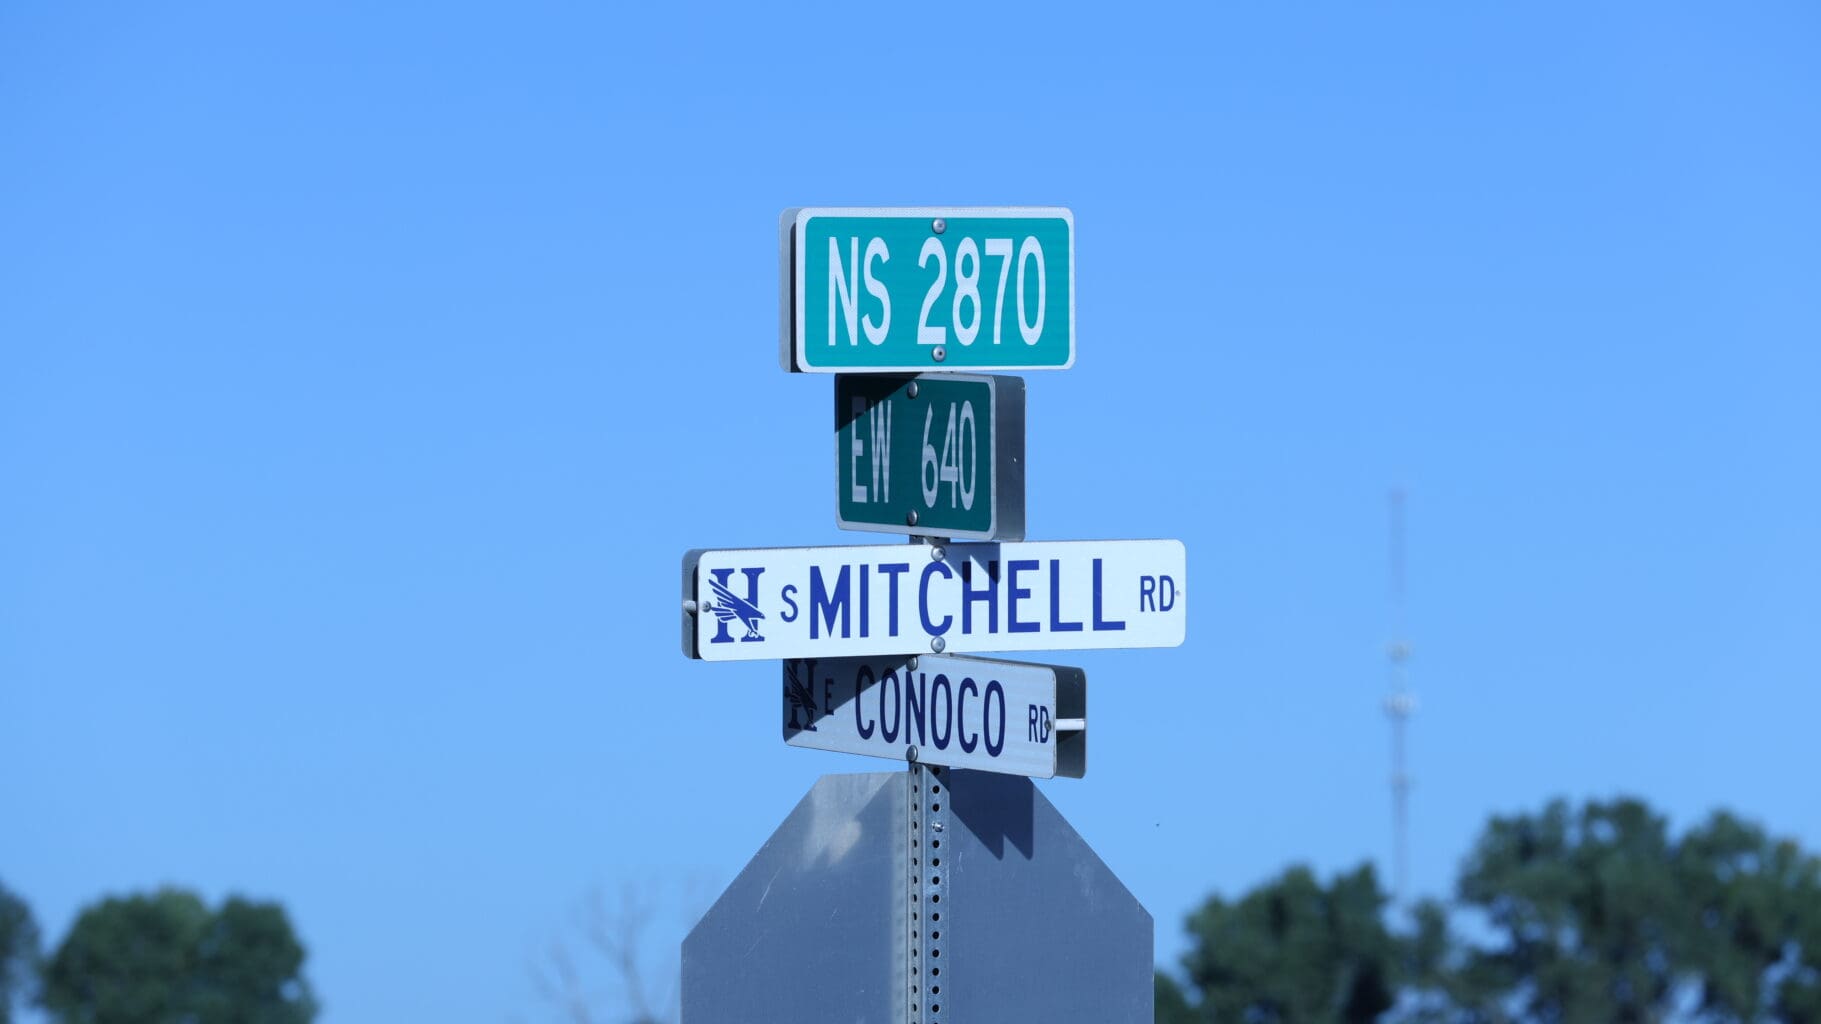 NS 2870
EW 640
H S MITCHELL RD
H E CONOCO RD